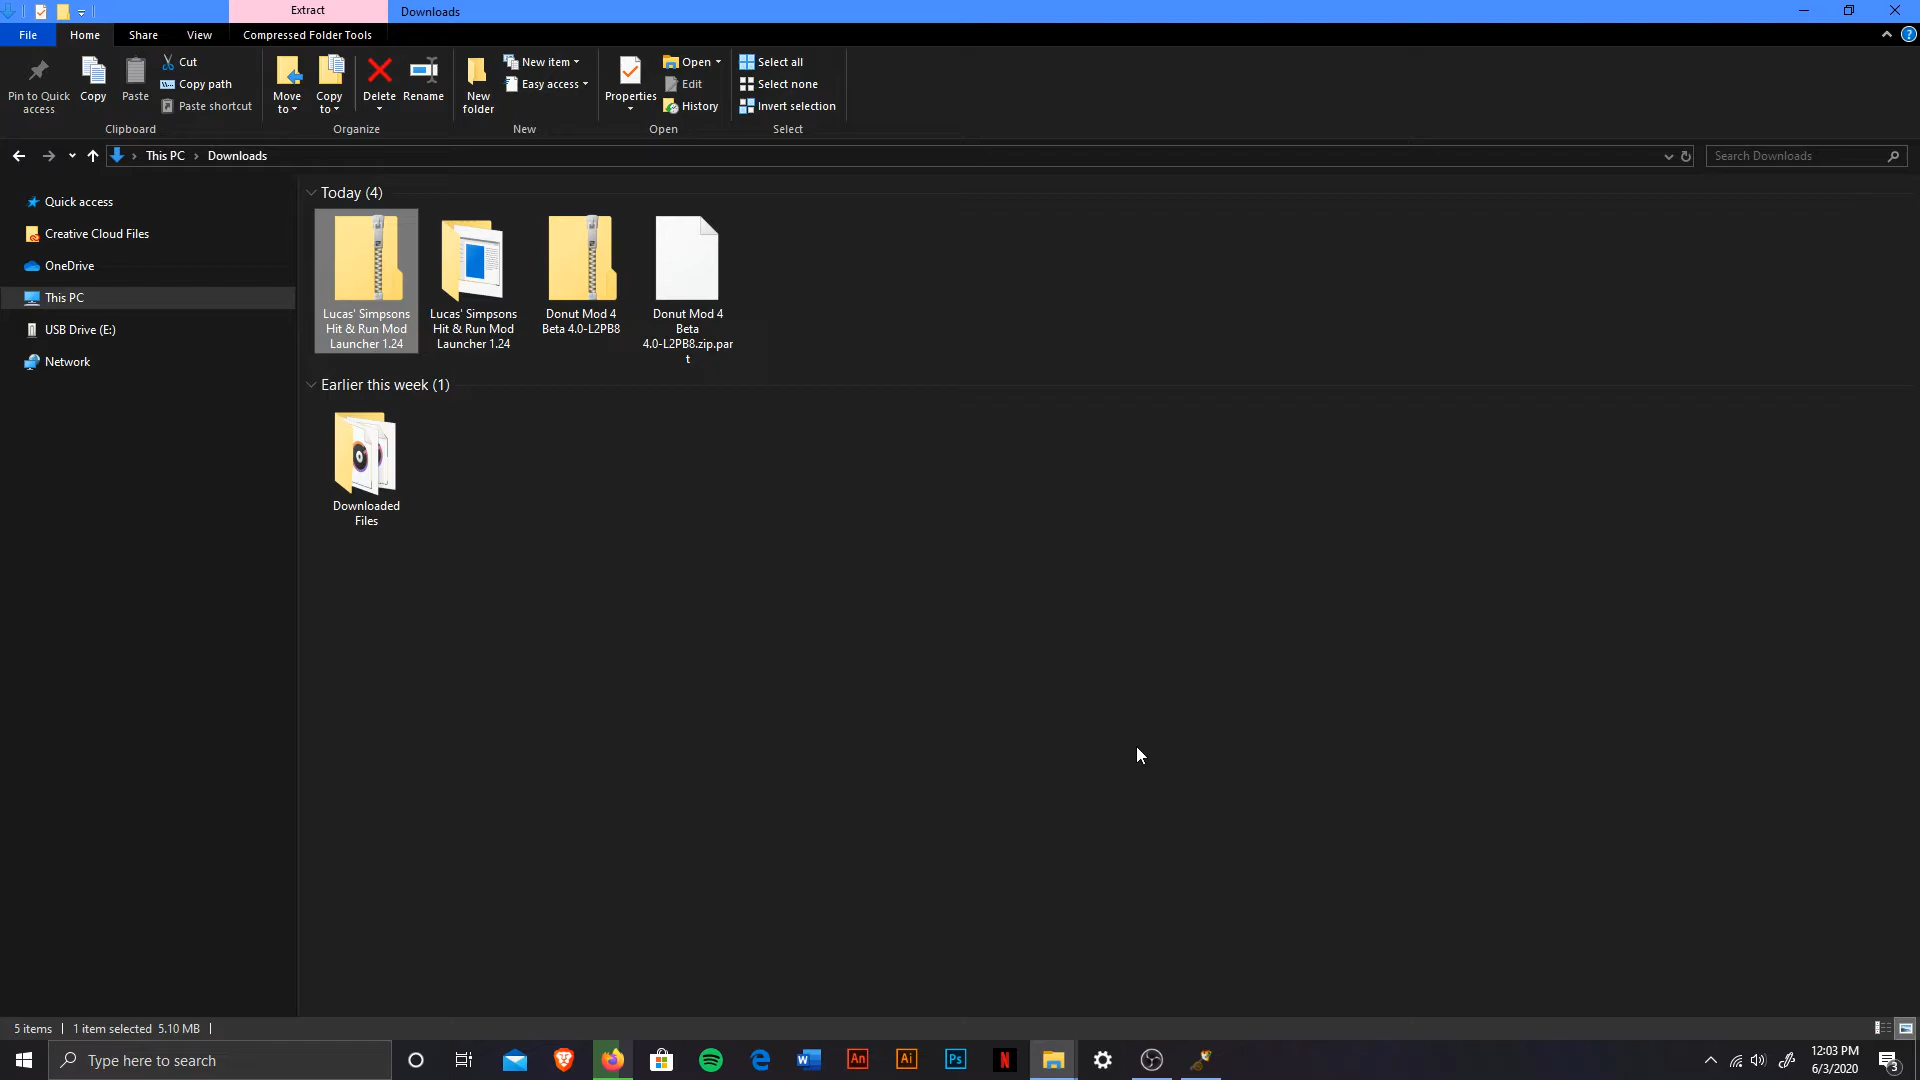 Extract
Downloads
File
Home
Share
View
Compressed Folder Tools
Pin to Quick
access
Copy
Paste
Cut
Copy path
Paste shortcut
Clipboard
Move
to
Copy
to
Delete
Rename
Organize
New
folder
New item
Easy access
New
Properties
Open
Edit
History
Open
Select all
Select none
Invert selection
Select
This PC
Downloads
Search Downloads
Quick access
Creative Cloud Files
OneDrive
This PC
USB Drive (E:)
Network
Today (4)
Lucas' Simpsons
Hit & Run Mod
Launcher 1.24
Lucas' Simpsons
Hit & Run Mod
Launcher 1.24
Donut Mod 4
Beta 4.0-L2PB8
Donut Mod 4
Beta
4.0-L2PB8.zip.par
t
Earlier this week (1)
Downloaded
Files
5 items
1 item selected 5.10 MB
Type here to search
W
An
Ai
Ps
N
12:03 PM
6/3/2020
3